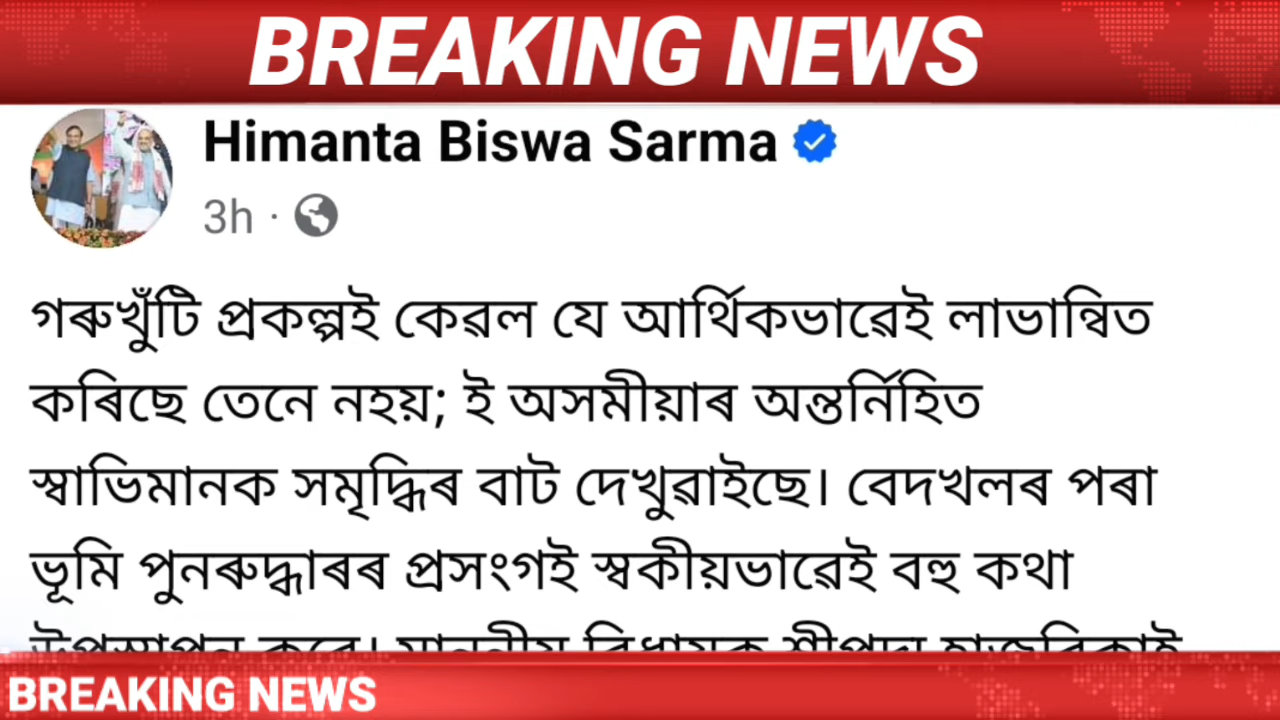 BREAKING NEWS
Himanta Biswa Sarma
3h ·
গৰুখুঁটি প্ৰকল্পই কেৱল যে আৰ্থিকভাৱেই লাভান্বিত
কৰিছে তেনে নহয়; ই অসমীয়াৰ অন্তৰ্নিহিত
স্বাভিমানক সমৃদ্ধিৰ বাট দেখুৱাইছে। বেদখলৰ পৰা
ভূমি পুনৰুদ্ধাৰৰ প্ৰসংগই স্বকীয়ভাৱেই বহু কথা
BREAKING NEWS